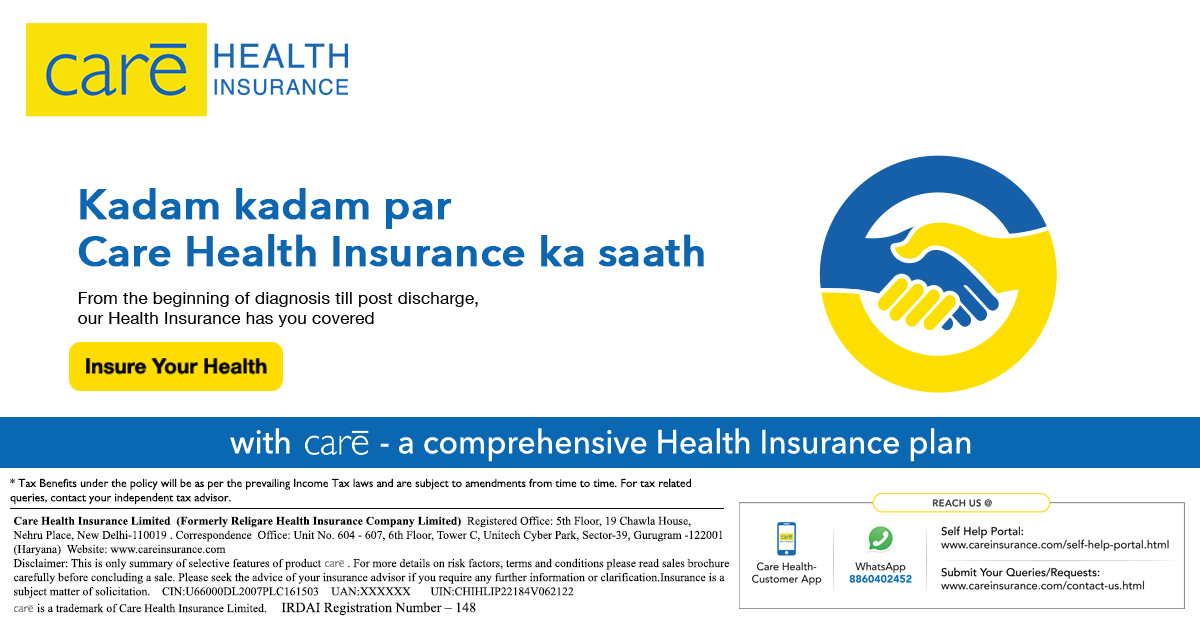 carē HEALTH
INSURANCE
Kadam kadam par
Care Health Insurance ka saath
From the beginning of diagnosis till post discharge,
our Health Insurance has you covered
Insure Your Health
with carē - a comprehensive Health Insurance plan
* Tax Benefits under the policy will be as per the prevailing Income Tax laws and are subject to amendments from time to time. For tax related
queries, contact your independent tax advisor.
Care Health Insurance Limited (Formerly Religare Health Insurance Company Limited) Registered Office: 5th Floor, 19 Chawla House,
Nehru Place, New Delhi-110019 . Correspondence Office: Unit No. 604 - 607, 6th Floor, Tower C, Unitech Cyber Park, Sector-39, Gurugram -122001
(Haryana) Website: www.careinsurance.com
Disclaimer: This is only summary of selective features of product carē . For more details on risk factors, terms and conditions please read sales brochure
carefully before concluding a sale. Please seek the advice of your insurance advisor if you require any further information or clarification.Insurance is a
subject matter of solicitation. CIN:U66000DL2007PLC161503 UAN:XXXXXX UIN:CHIHLIP22184V062122
carē is a trademark of Care Health Insurance Limited. IRDAI Registration Number – 148
REACH US @
carē
Care Health-
Customer App
WhatsApp
8860402452
Self Help Portal:
www.careinsurance.com/self-help-portal.html
Submit Your Queries/Requests:
www.careinsurance.com/contact-us.html